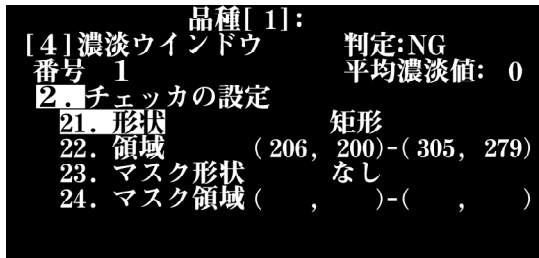 品種[ 1]:
[4]濃淡ウインドウ 判定:NG
番号 1 平均濃淡値: 0
2.チェッカの設定
21. 形状 矩形
22. 領域 (206, 200)-(305, 279)
23. マスク形状 なし
24. マスク領域( , )-( , )